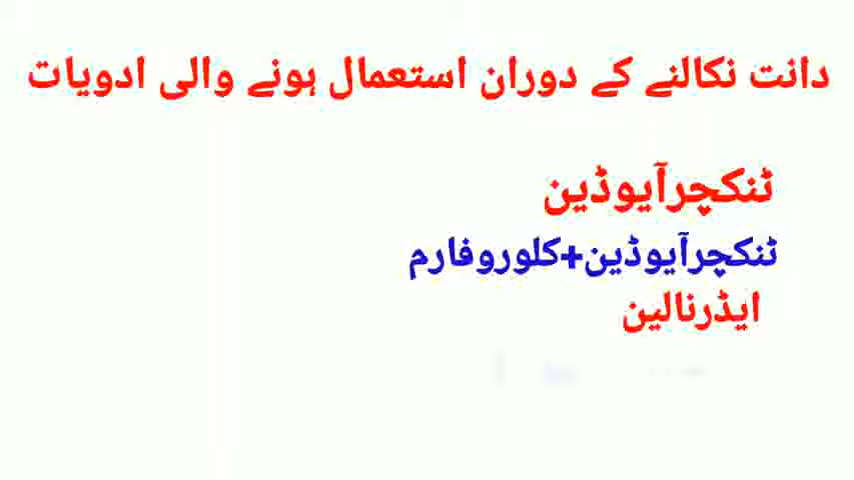 دانت نکالنے کے دوران استعمال ہونے والی ادویات
ٹنکچرآیوڈین
ٹنکچرآیوڈین+کلوروفارم
ایڈرنالین